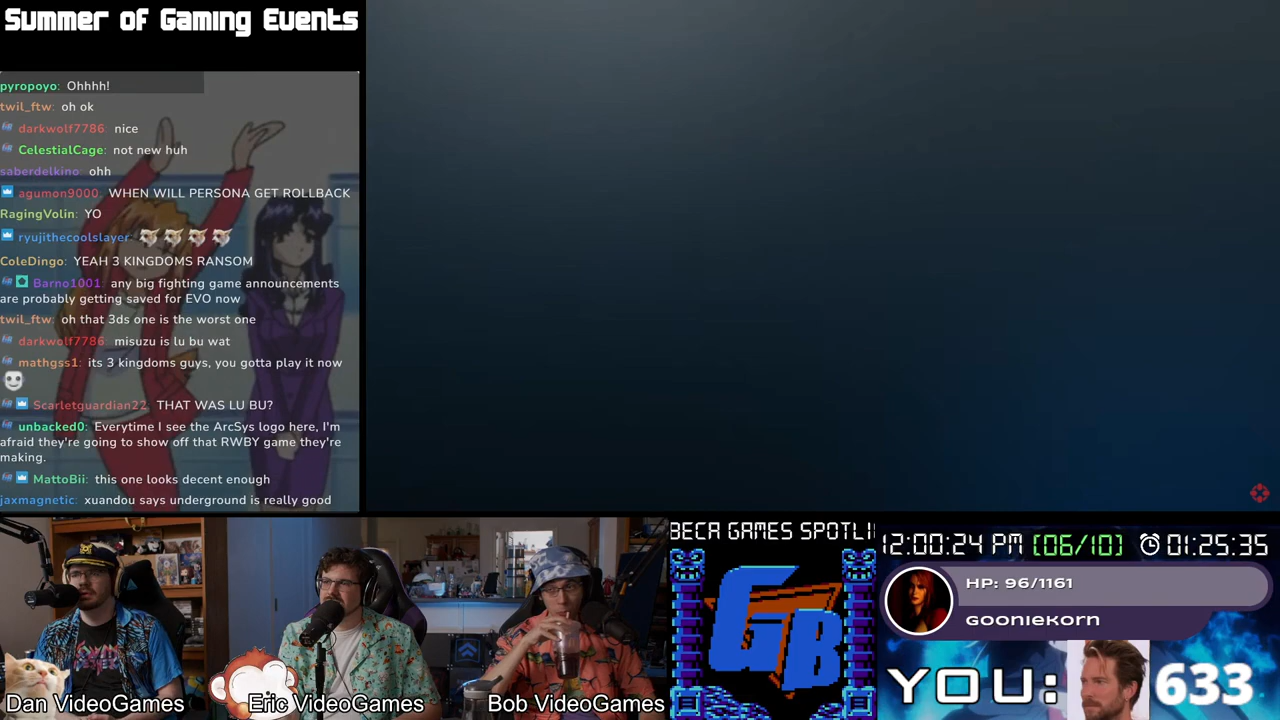 Summer of Gaming Events
pyropoyo: Ohhhh!
twil_ftw: oh ok
darkwolf7786: nice
CelestialCage: not new huh
saberdelkino: ohh
agumon9000: WHEN WILL PERSONA GET ROLLBACK
RagingVolin: YO
ryujithecoolslayer:
ColeDingo: YEAH 3 KINGDOMS RANSOM
Barno1001: any big fighting game announcements
are probably getting saved for EVO now
twil_ftw: oh that 3ds one is the worst one
darkwolf7786: misuzu is lu bu wat
mathgss1: its 3 kingdoms guys, you gotta play it now
Scarletguardian22: THAT WAS LU BU?
unbacked0: Everytime I see the ArcSys logo here, I'm
afraid they're going to show off that RWBY game they're
making.
MattoBii: this one looks decent enough
jaxmagnetic: xuandou says underground is really good
BECA GAMES SPOTLI
12:00:24 PM [06/10] 01:25:35
HP: 96/1161
GOONIEKORN
GB
YOU: 633
Dan VideoGames
Eric VideoGames
Bob VideoGames